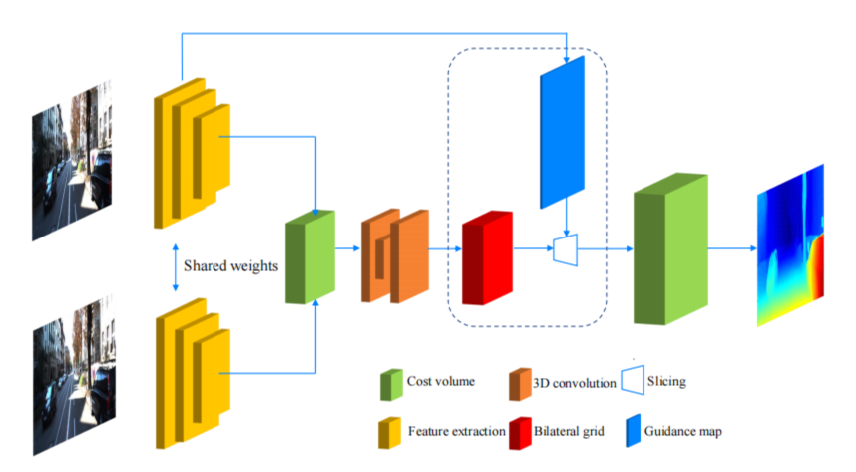 Shared weights
Cost volume
3D convolution
Slicing
Feature extraction
Bilateral grid
Guidance map